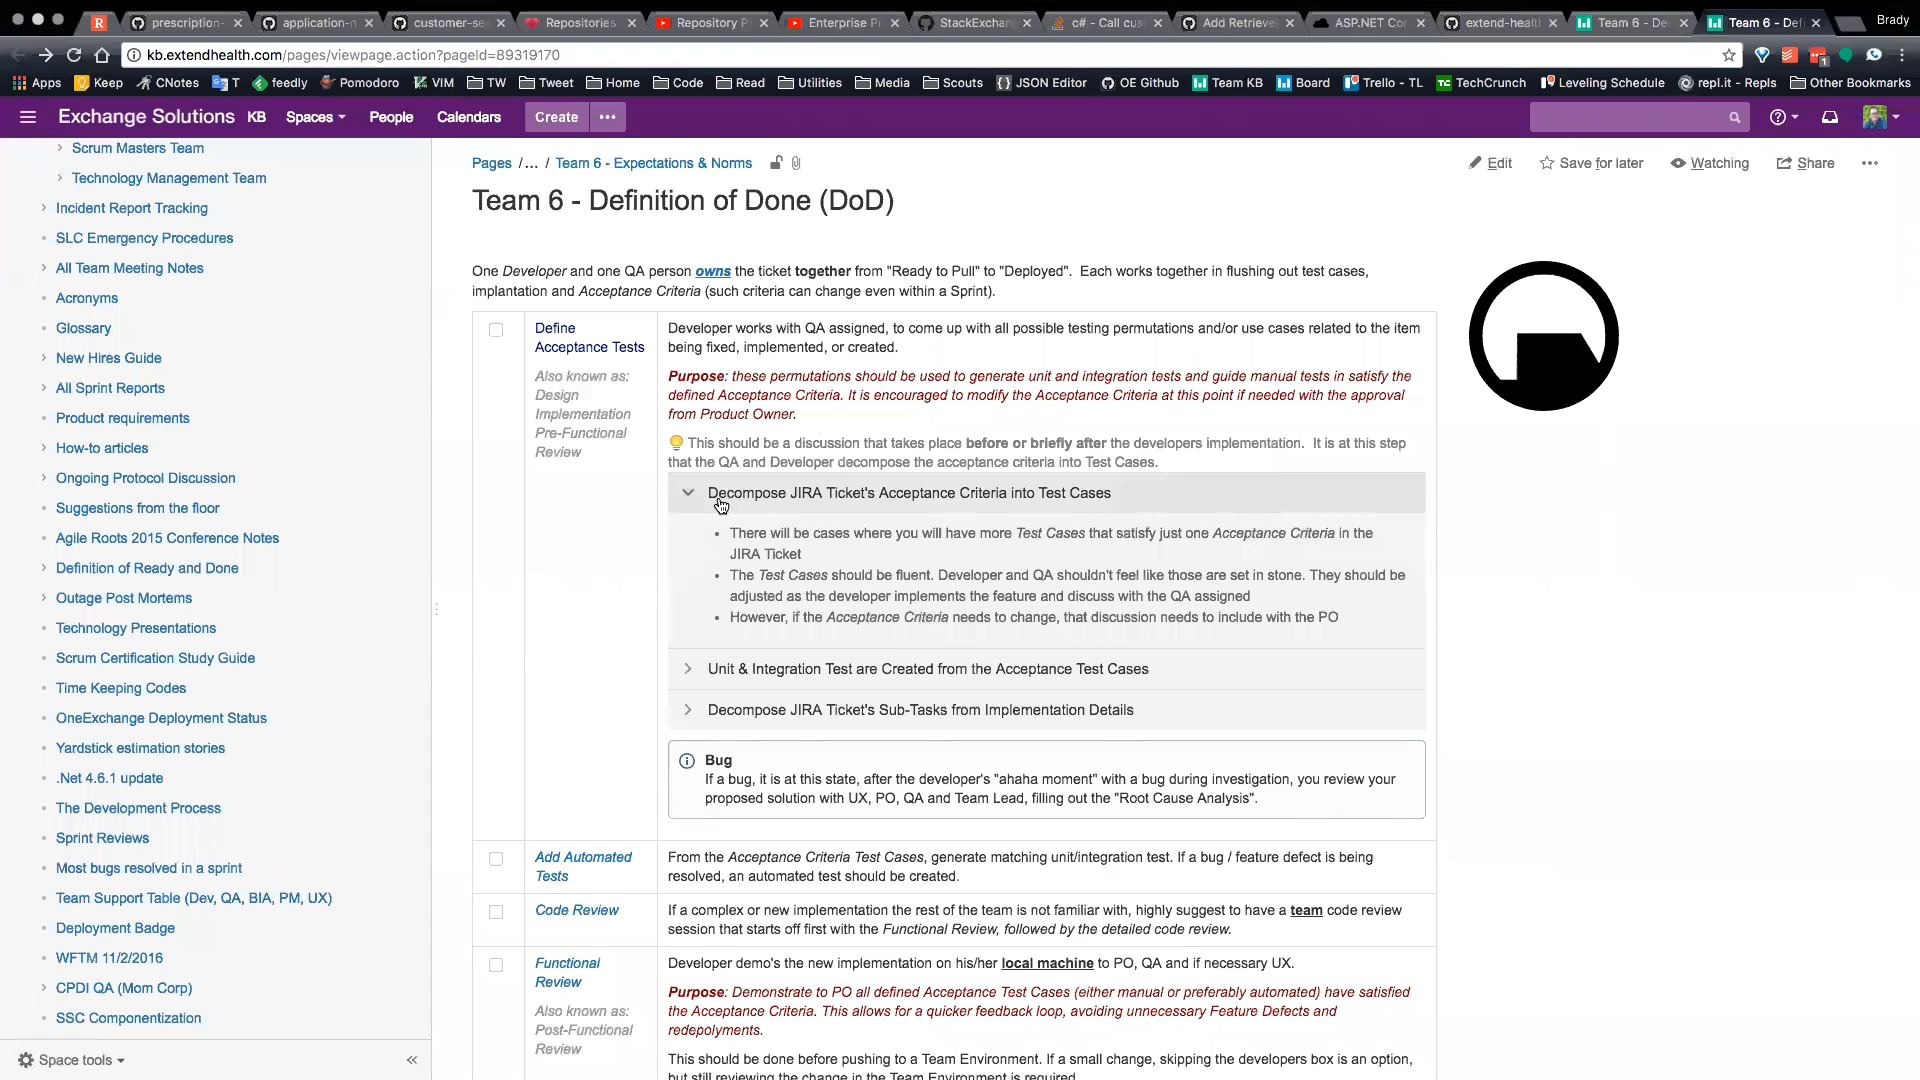 R
prescription-
application-n
customer-se
Repositories
Repository P
Enterprise P
StackExchan
c# - Call cus
Add Retrieve
ASP.NET Co
extend-healt
Team 6 - De
Team 6 - Defi
Brady
kb.extendhealth.com/pages/viewpage.action?pageId=89319170
Apps
Keep
CNotes
T
feedly
Pomodoro
VIM
TW
Tweet
Home
Code
Read
Utilities
Media
Scouts
JSON Editor
OE Github
Team KB
Board
Trello - TL
TechCrunch
Leveling Schedule
repl.it - Repls
Other Bookmarks
Exchange Solutions KB
Spaces
People
Calendars
Create
Scrum Masters Team
Technology Management Team
Incident Report Tracking
SLC Emergency Procedures
All Team Meeting Notes
Acronyms
Glossary
New Hires Guide
All Sprint Reports
Product requirements
How-to articles
Ongoing Protocol Discussion
Suggestions from the floor
Agile Roots 2015 Conference Notes
Definition of Ready and Done
Outage Post Mortems
Technology Presentations
Scrum Certification Study Guide
Time Keeping Codes
OneExchange Deployment Status
Yardstick estimation stories
.Net 4.6.1 update
The Development Process
Sprint Reviews
Most bugs resolved in a sprint
Team Support Table (Dev, QA, BIA, PM, UX)
Deployment Badge
WFTM 11/2/2016
CPDI QA (Mom Corp)
SSC Componentization
Space tools
Pages /... / Team 6 - Expectations & Norms
Edit
Save for later
Watching
Share
Team 6 - Definition of Done (DoD)
One Developer and one QA person owns the ticket together from "Ready to Pull" to "Deployed". Each works together in flushing out test cases,
implantation and Acceptance Criteria (such criteria can change even within a Sprint).
Define
Acceptance Tests
Also known as:
Design
Implementation
Pre-Functional
Review
Developer works with QA assigned, to come up with all possible testing permutations and/or use cases related to the item
being fixed, implemented, or created.
Purpose: these permutations should be used to generate unit and integration tests and guide manual tests in satisfy the
defined Acceptance Criteria. It is encouraged to modify the Acceptance Criteria at this point if needed with the approval
from Product Owner.
This should be a discussion that takes place before or briefly after the developers implementation. It is at this step
that the QA and Developer decompose the acceptance criteria into Test Cases.
Decompose JIRA Ticket's Acceptance Criteria into Test Cases
• There will be cases where you will have more Test Cases that satisfy just one Acceptance Criteria in the
JIRA Ticket
• The Test Cases should be fluent. Developer and QA shouldn't feel like those are set in stone. They should be
adjusted as the developer implements the feature and discuss with the QA assigned
• However, if the Acceptance Criteria needs to change, that discussion needs to include with the PO
Unit & Integration Test are Created from the Acceptance Test Cases
Decompose JIRA Ticket's Sub-Tasks from Implementation Details
Bug
If a bug, it is at this state, after the developer's "ahaha moment" with a bug during investigation, you review your
proposed solution with UX, PO, QA and Team Lead, filling out the "Root Cause Analysis".
Add Automated
Tests
From the Acceptance Criteria Test Cases, generate matching unit/integration test. If a bug / feature defect is being
resolved, an automated test should be created.
Code Review
If a complex or new implementation the rest of the team is not familiar with, highly suggest to have a team code review
session that starts off first with the Functional Review, followed by the detailed code review.
Functional
Review
Also known as:
Post-Functional
Review
Developer demo's the new implementation on his/her local machine to PO, QA and if necessary UX.
Purpose: Demonstrate to PO all defined Acceptance Test Cases (either manual or preferably automated) have satisfied
the Acceptance Criteria. This allows for a quicker feedback loop, avoiding unnecessary Feature Defects and
redepolyments.
This should be done before pushing to a Team Environment. If a small change, skipping the developers box is an option,
but still reviewing the change in the Team Environment is required